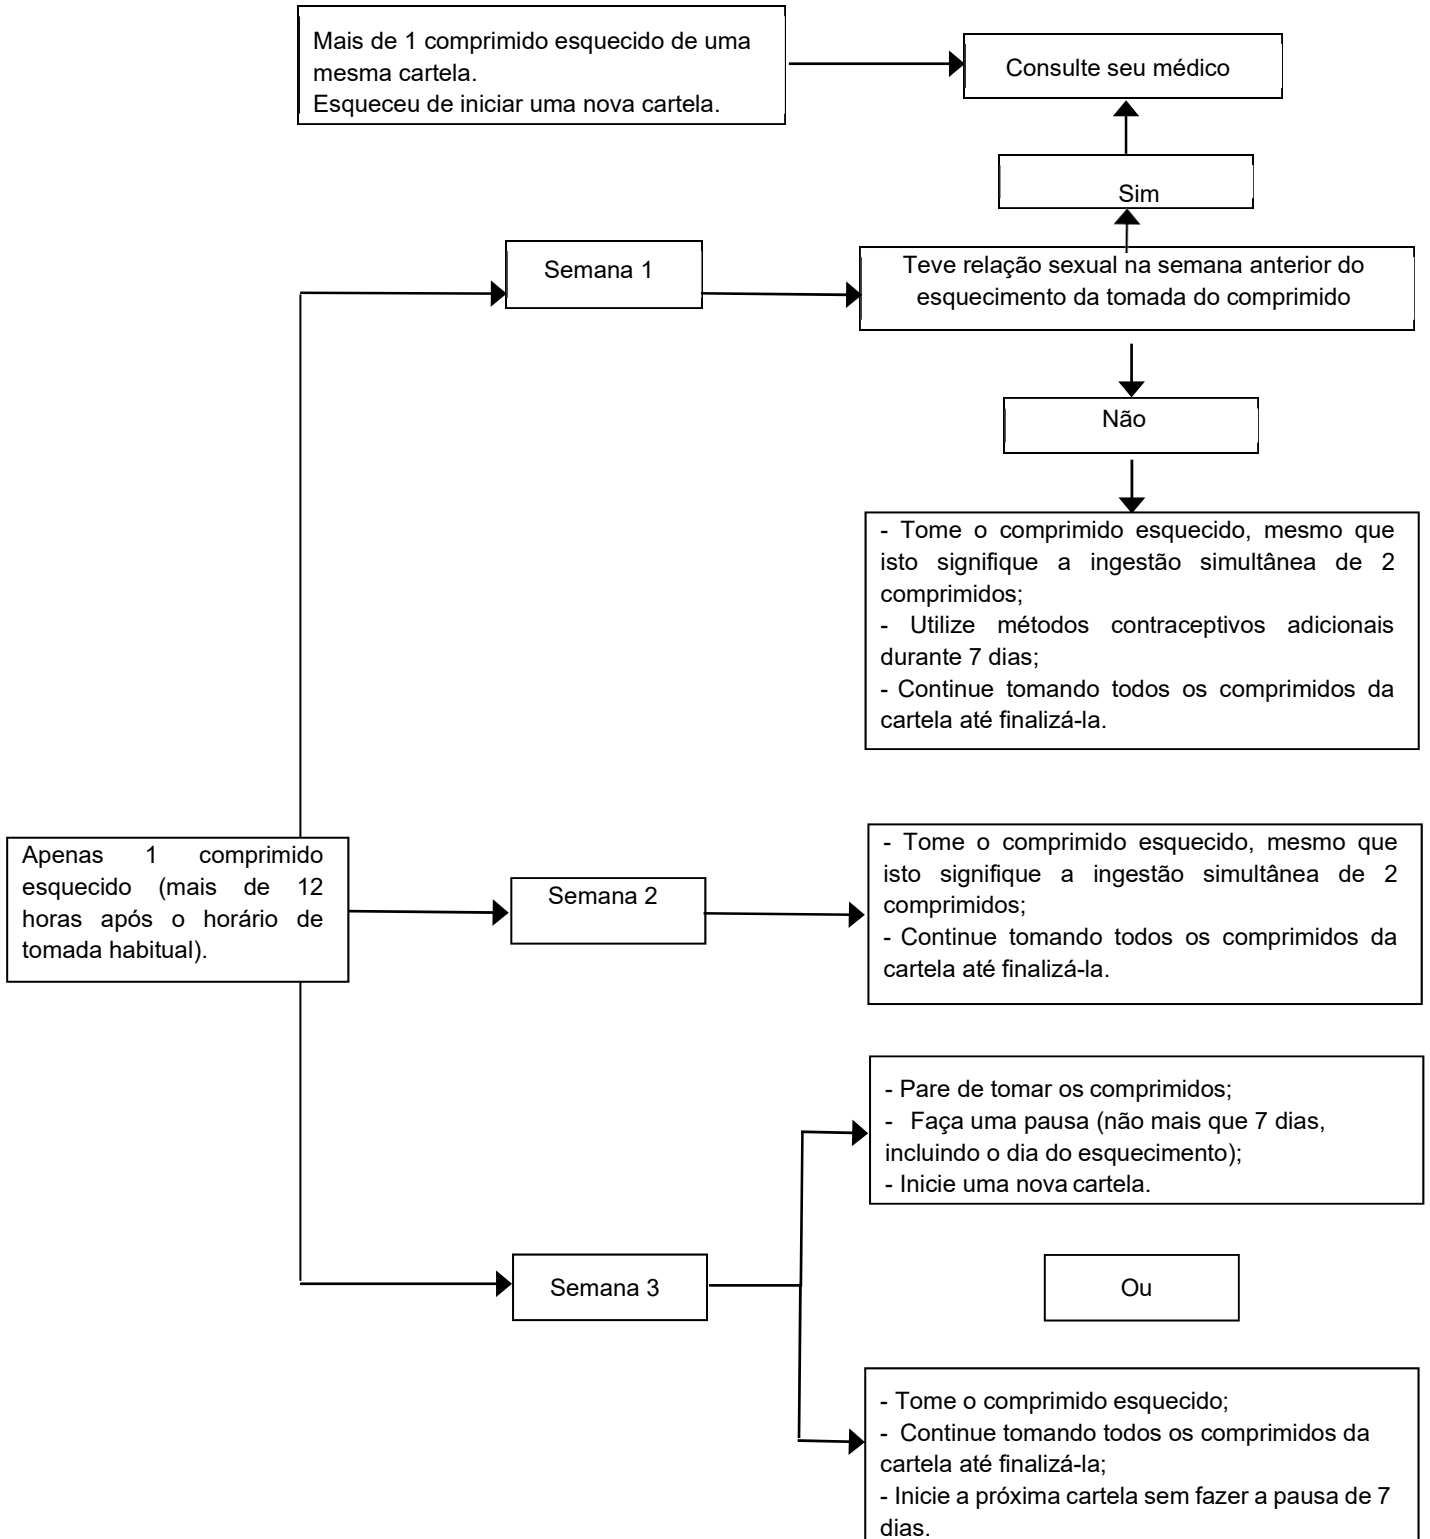 Mais de 1 comprimido esquecido de uma
mesma cartela.
Esqueceu de iniciar uma nova cartela.
Consulte seu médico
Sim
Semana 1
Teve relação sexual na semana anterior do
esquecimento da tomada do comprimido
Não
- Tome o comprimido esquecido, mesmo que
isto signifique a ingestão simultânea de 2
comprimidos;
- Utilize métodos contraceptivos adicionais
durante 7 dias;
- Continue tomando todos os comprimidos da
cartela até finalizá-la.
Apenas 1 comprimido
esquecido (mais de 12
horas após o horário de
tomada habitual).
Semana 2
- Tome o comprimido esquecido, mesmo que
isto signifique a ingestão simultânea de 2
comprimidos;
- Continue tomando todos os comprimidos da
cartela até finalizá-la.
Semana 3
- Pare de tomar os comprimidos;
- Faça uma pausa (não mais que 7 dias,
incluindo o dia do esquecimento);
- Inicie uma nova cartela.
Ou
- Tome o comprimido esquecido;
- Continue tomando todos os comprimidos da
cartela até finalizá-la;
- Inicie a próxima cartela sem fazer a pausa de 7
dias.